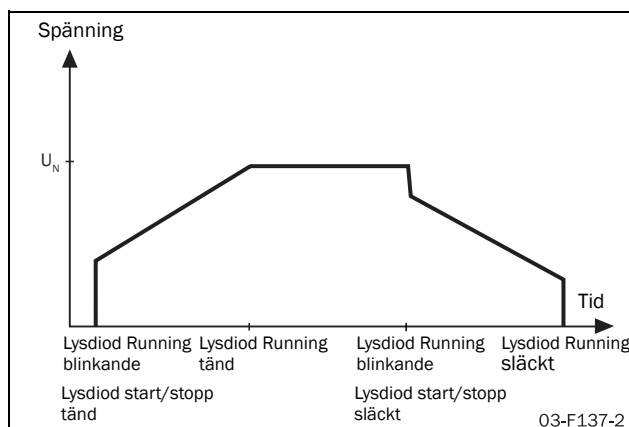 Spänning
U_N
Tid
Lysdiod Running
blinkande
Lysdiod Running
tänd
Lysdiod Running
blinkande
Lysdiod Running
släckt
Lysdiod start/stopp
tänd
Lysdiod start/stopp
släckt
03-F137-2